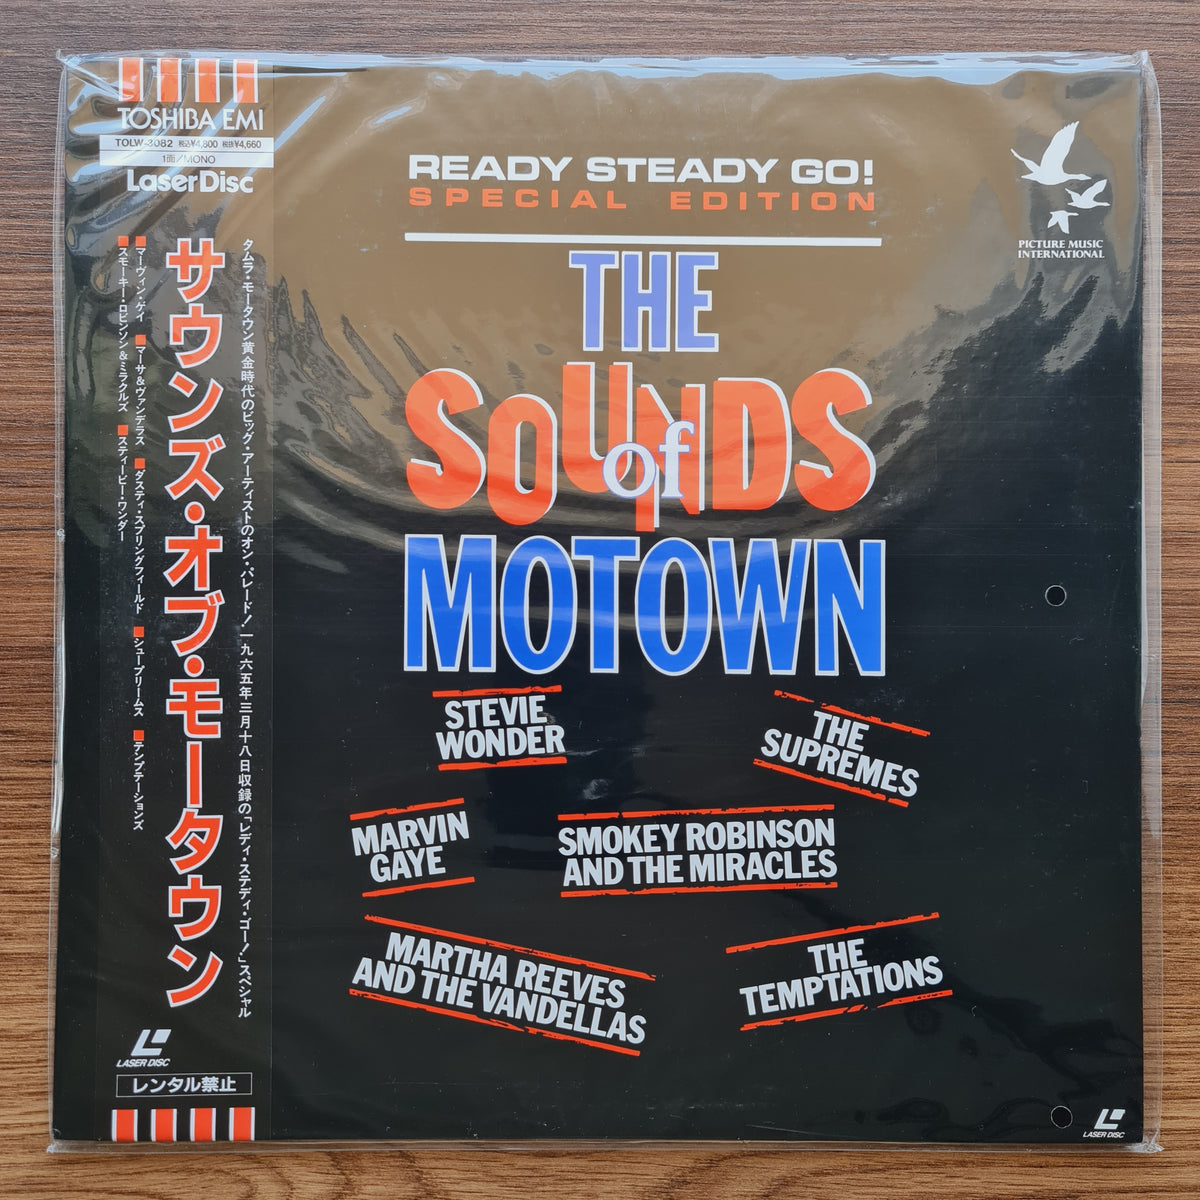 TOSHIBA EMI
TOLW-3082 税込¥4,800 税抜¥4,660
1面/MONO
LaserDisc
タムラ・モータウン黄金時代のビッグ・アーティストのオン・パレード!一九六五年三月十八日収録の「レディ・ステディ・ゴー!」スペシャル
サウンズ・オブ・モータウン
■マーヴィン・ゲイ ■マーサ&ヴァンデラス ■ダスティ・スプリングフィールド ■シュープリームス ■テンプテーションズ
■スモーキー・ロビンソン&ミラクルズ ■スティービー・ワンダー
LASER DISC
レンタル禁止
READY STEADY GO!
SPECIAL EDITION
PICTURE MUSIC
INTERNATIONAL
THE
SOUNDS
of
MOTOWN
STEVIE
WONDER
THE
SUPREMES
MARVIN
GAYE
SMOKEY ROBINSON
AND THE MIRACLES
MARTHA REEVES
AND THE VANDELLAS
THE
TEMPTATIONS
LASER DISC